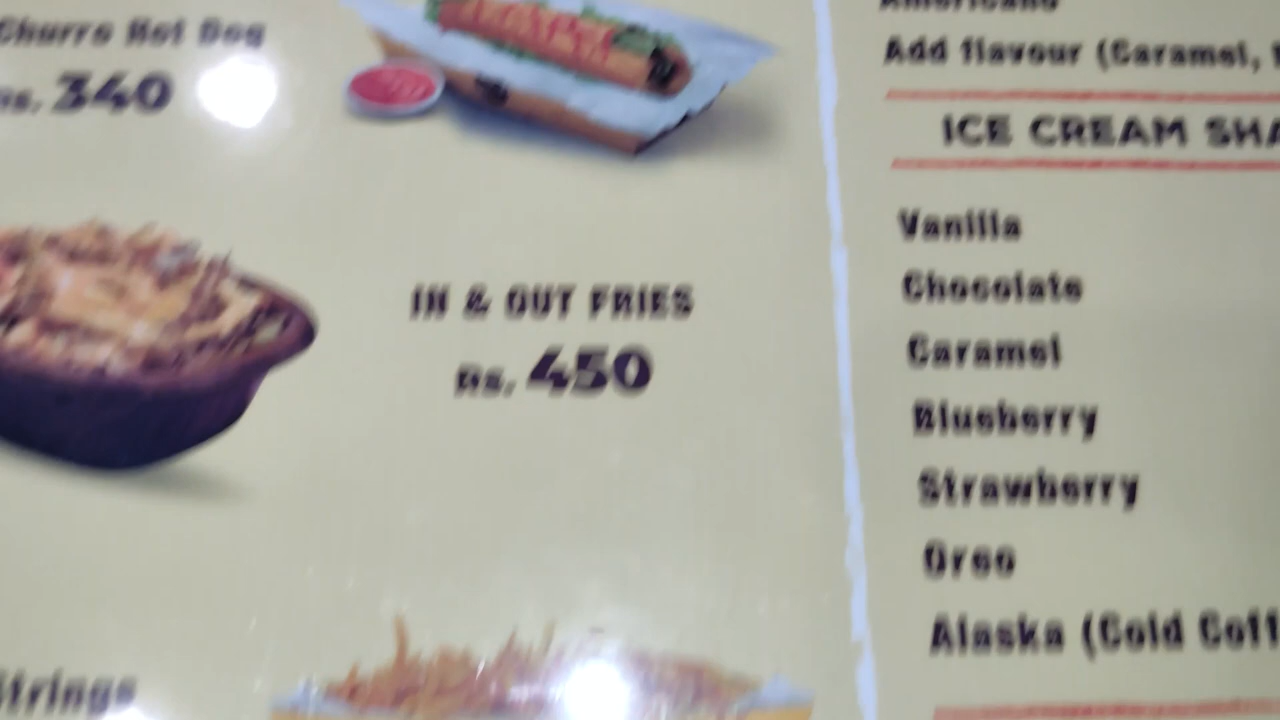 Churro Hot Dog
Rs. 340
IN & OUT FRIES
Rs. 450
Strings
Americano
Add flavour (Caramel,
ICE CREAM SHA
Vanilla
Chocolate
Caramel
Blueberry
Strawberry
Oreo
Alaska (Cold Coff